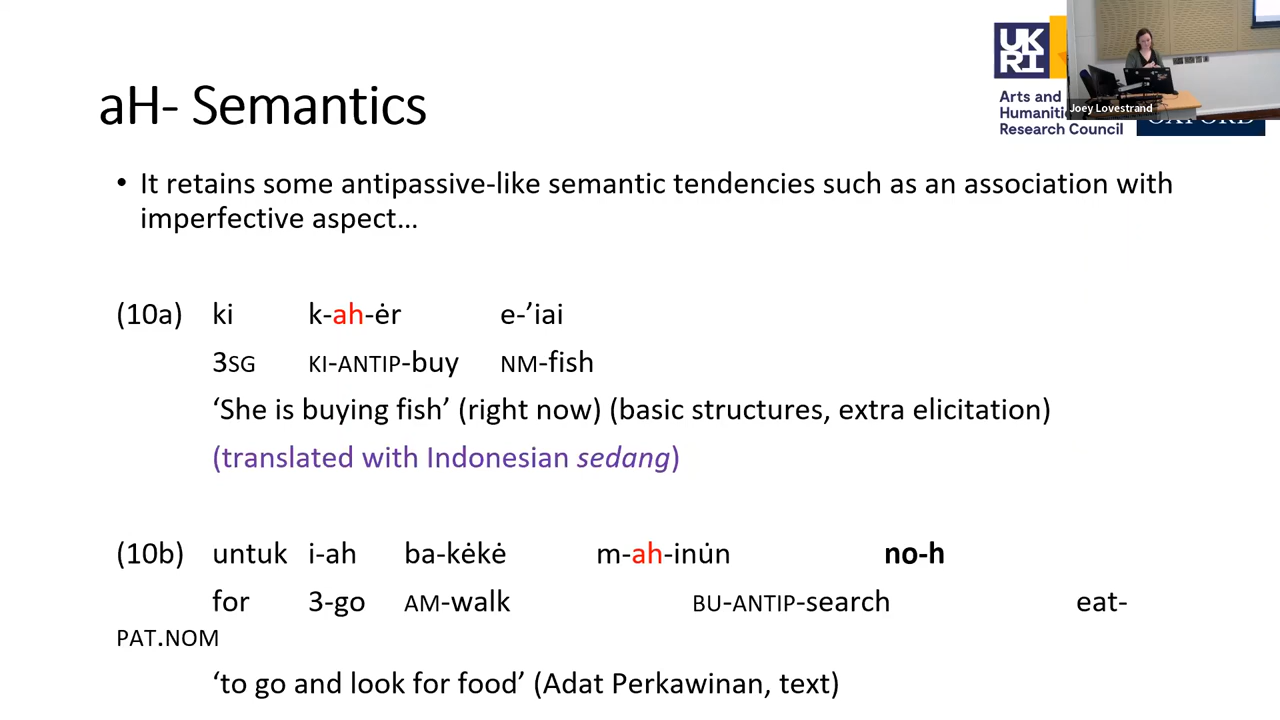 UK
RI
Arts and
Humaniti
Research Council
Joey Lovestrand
aH- Semantics
• It retains some antipassive-like semantic tendencies such as an association with
imperfective aspect…
(10a) ki k-ah-ėr e-’iai
3SG KI-ANTIP-buy NM-fish
‘She is buying fish’ (right now) (basic structures, extra elicitation)
(translated with Indonesian sedang)
(10b) untuk i-ah ba-kėkė m-ah-inu̇n no-h
for 3-go AM-walk BU-ANTIP-search eat-
PAT.NOM
‘to go and look for food’ (Adat Perkawinan, text)